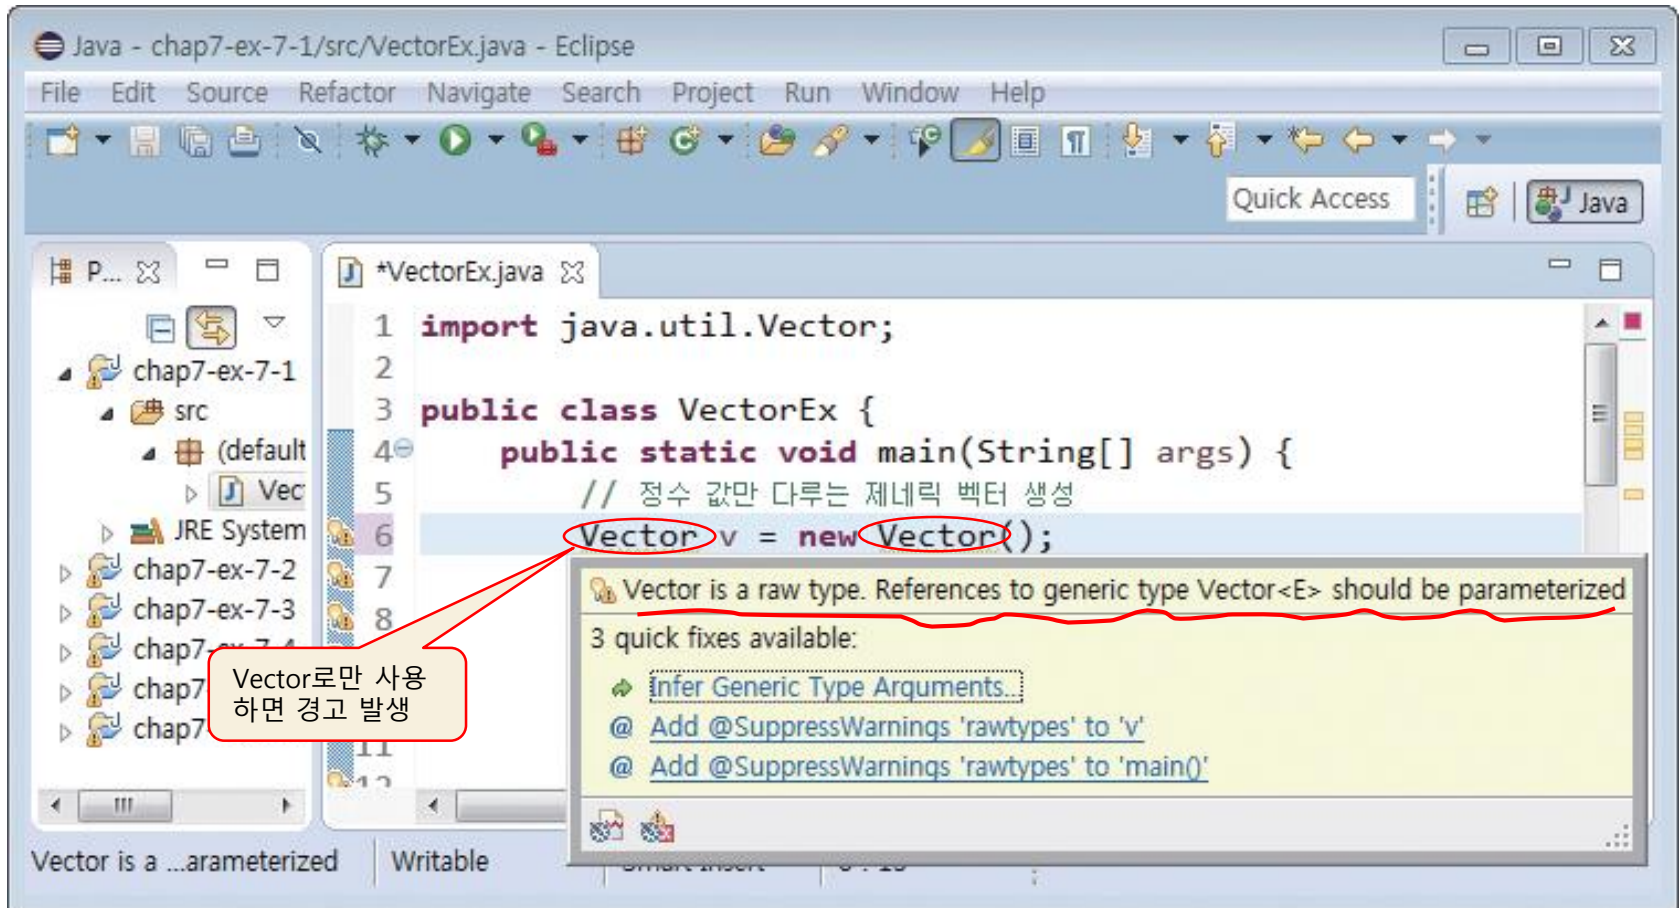 Java - chap7-ex-7-1/src/VectorEx.java - Eclipse
File Edit Source Refactor Navigate Search Project Run Window Help
Quick Access
Java
P...
*VectorEx.java
chap7-ex-7-1
src
(default
Vec
JRE System
chap7-ex-7-2
chap7-ex-7-3
chap7-ex-7-4
chap7-
chap7-
1 import java.util.Vector;
2
3 public class VectorEx {
4 public static void main(String[] args) {
5 // 정수 값만 다루는 제네릭 벡터 생성
6 Vector v = new Vector();
7
8
11
12
Vector is a raw type. References to generic type Vector<E> should be parameterized
3 quick fixes available:
Infer Generic Type Arguments...
@ Add @SuppressWarnings 'rawtypes' to 'v'
@ Add @SuppressWarnings 'rawtypes' to 'main()'
Vector로만 사용
하면 경고 발생
Vector is a ...arameterized
Writable